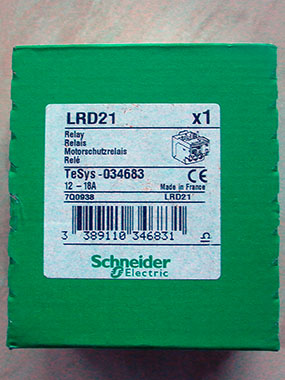 LRD21 x1
Relay
Relais
Motorschutzrelais
Relé
TeSys -034683 CE
12 - 18A Made in France
7Q0938 LRD21
3 389110 346831
Schneider
Electric